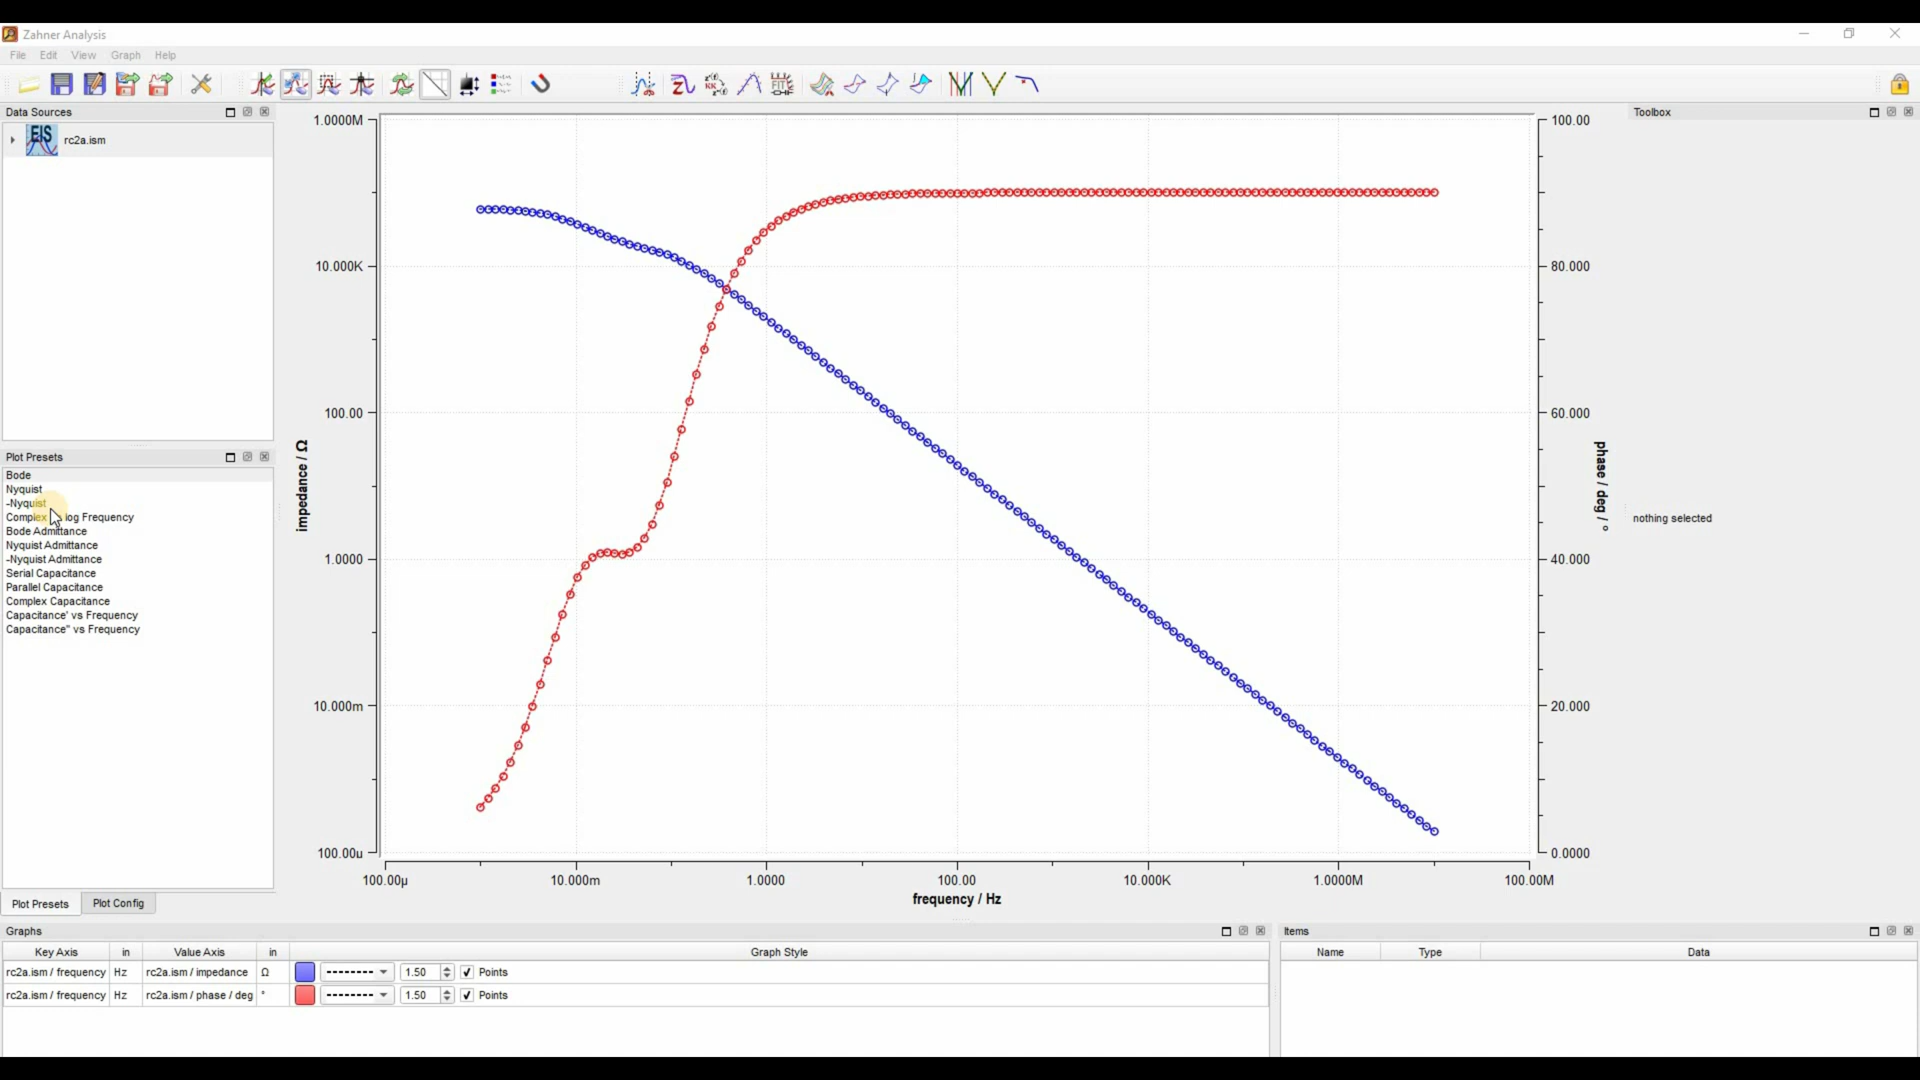 Zahner Analysis
File Edit View Graph Help
Data Sources
EIS rc2a.ism
Plot Presets
Bode
Nyquist
-Nyquist
Complex log Frequency
Bode Admittance
Nyquist Admittance
-Nyquist Admittance
Serial Capacitance
Parallel Capacitance
Complex Capacitance
Capacitance' vs Frequency
Capacitance" vs Frequency
Plot Presets Plot Config
1.0000M
10.000K
100.00
1.0000
10.000m
100.00u
impedance / Ω
100.00
80.000
60.000
40.000
20.000
0.0000
phase / deg / °
100.00µ 10.000m 1.0000 100.00 10.000K 1.0000M 100.00M
frequency / Hz
Toolbox
nothing selected
Graphs
Key Axis in Value Axis in Graph Style
rc2a.ism / frequency Hz rc2a.ism / impedance Ω 1.50 Points
rc2a.ism / frequency Hz rc2a.ism / phase / deg ° 1.50 Points
Items
Name Type Data